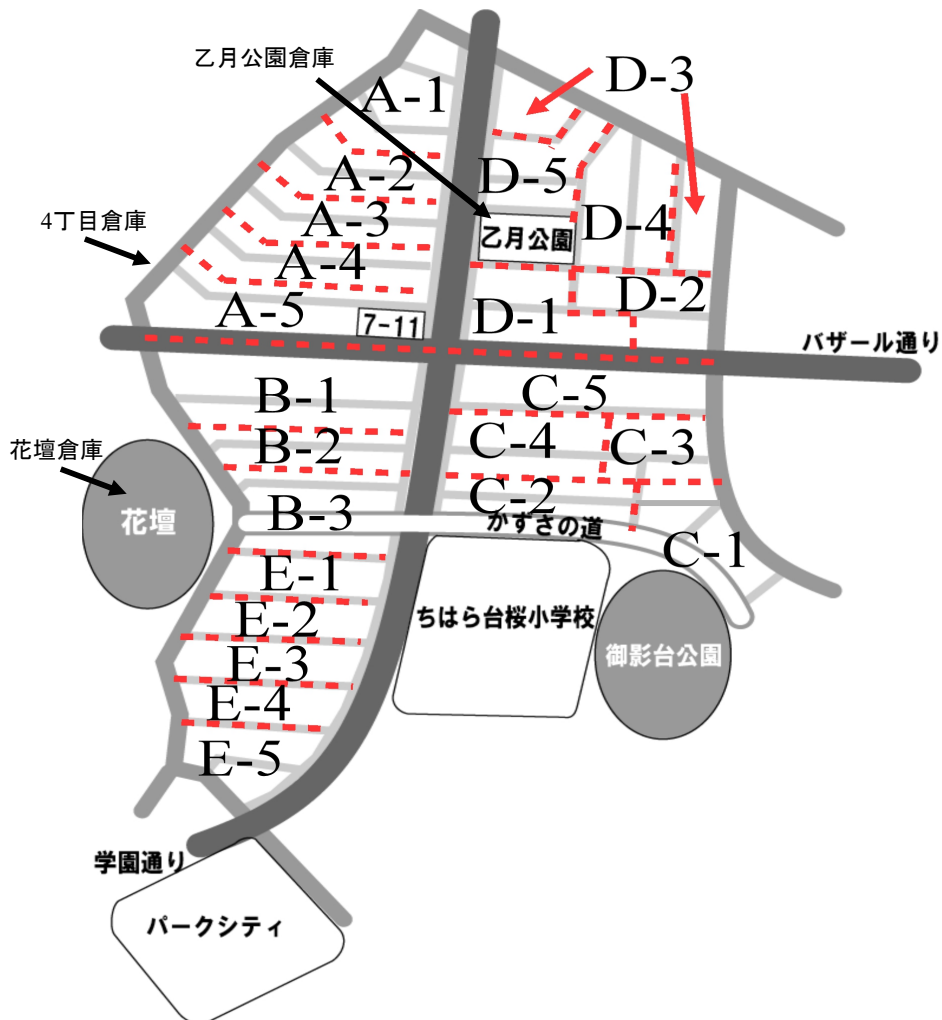 乙月公園倉庫
D-3
A-1
A-2
D-5
A-3
乙月公園
D-4
4丁目倉庫
A-4
D-2
A-5
7-11
D-1
バザール通り
B-1
C-5
B-2
C-4
C-3
花壇倉庫
花壇
B-3
C-2
かずさの道
C-1
E-1
E-2
ちはら台桜小学校
御影台公園
E-3
E-4
E-5
学園通り
パークシティ